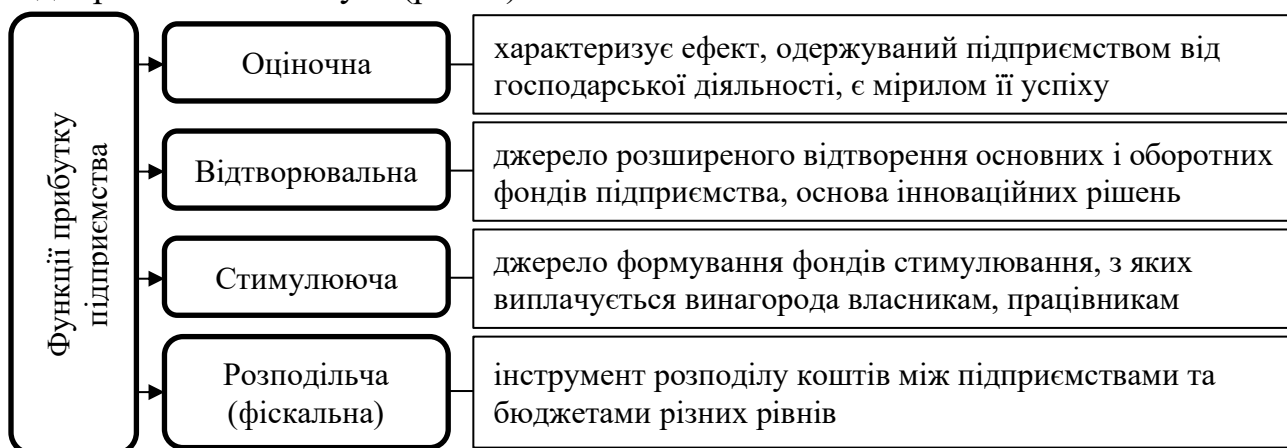 Функції прибутку
підприємства
Оціночна
характеризує ефект, одержуваний підприємством від
господарської діяльності, є мірилом її успіху
Відтворювальна
джерело розширеного відтворення основних і оборотних
фондів підприємства, основа інноваційних рішень
Стимулююча
джерело формування фондів стимулювання, з яких
виплачується винагорода власникам, працівникам
Розподільча
(фіскальна)
інструмент розподілу коштів між підприємствами та
бюджетами різних рівнів